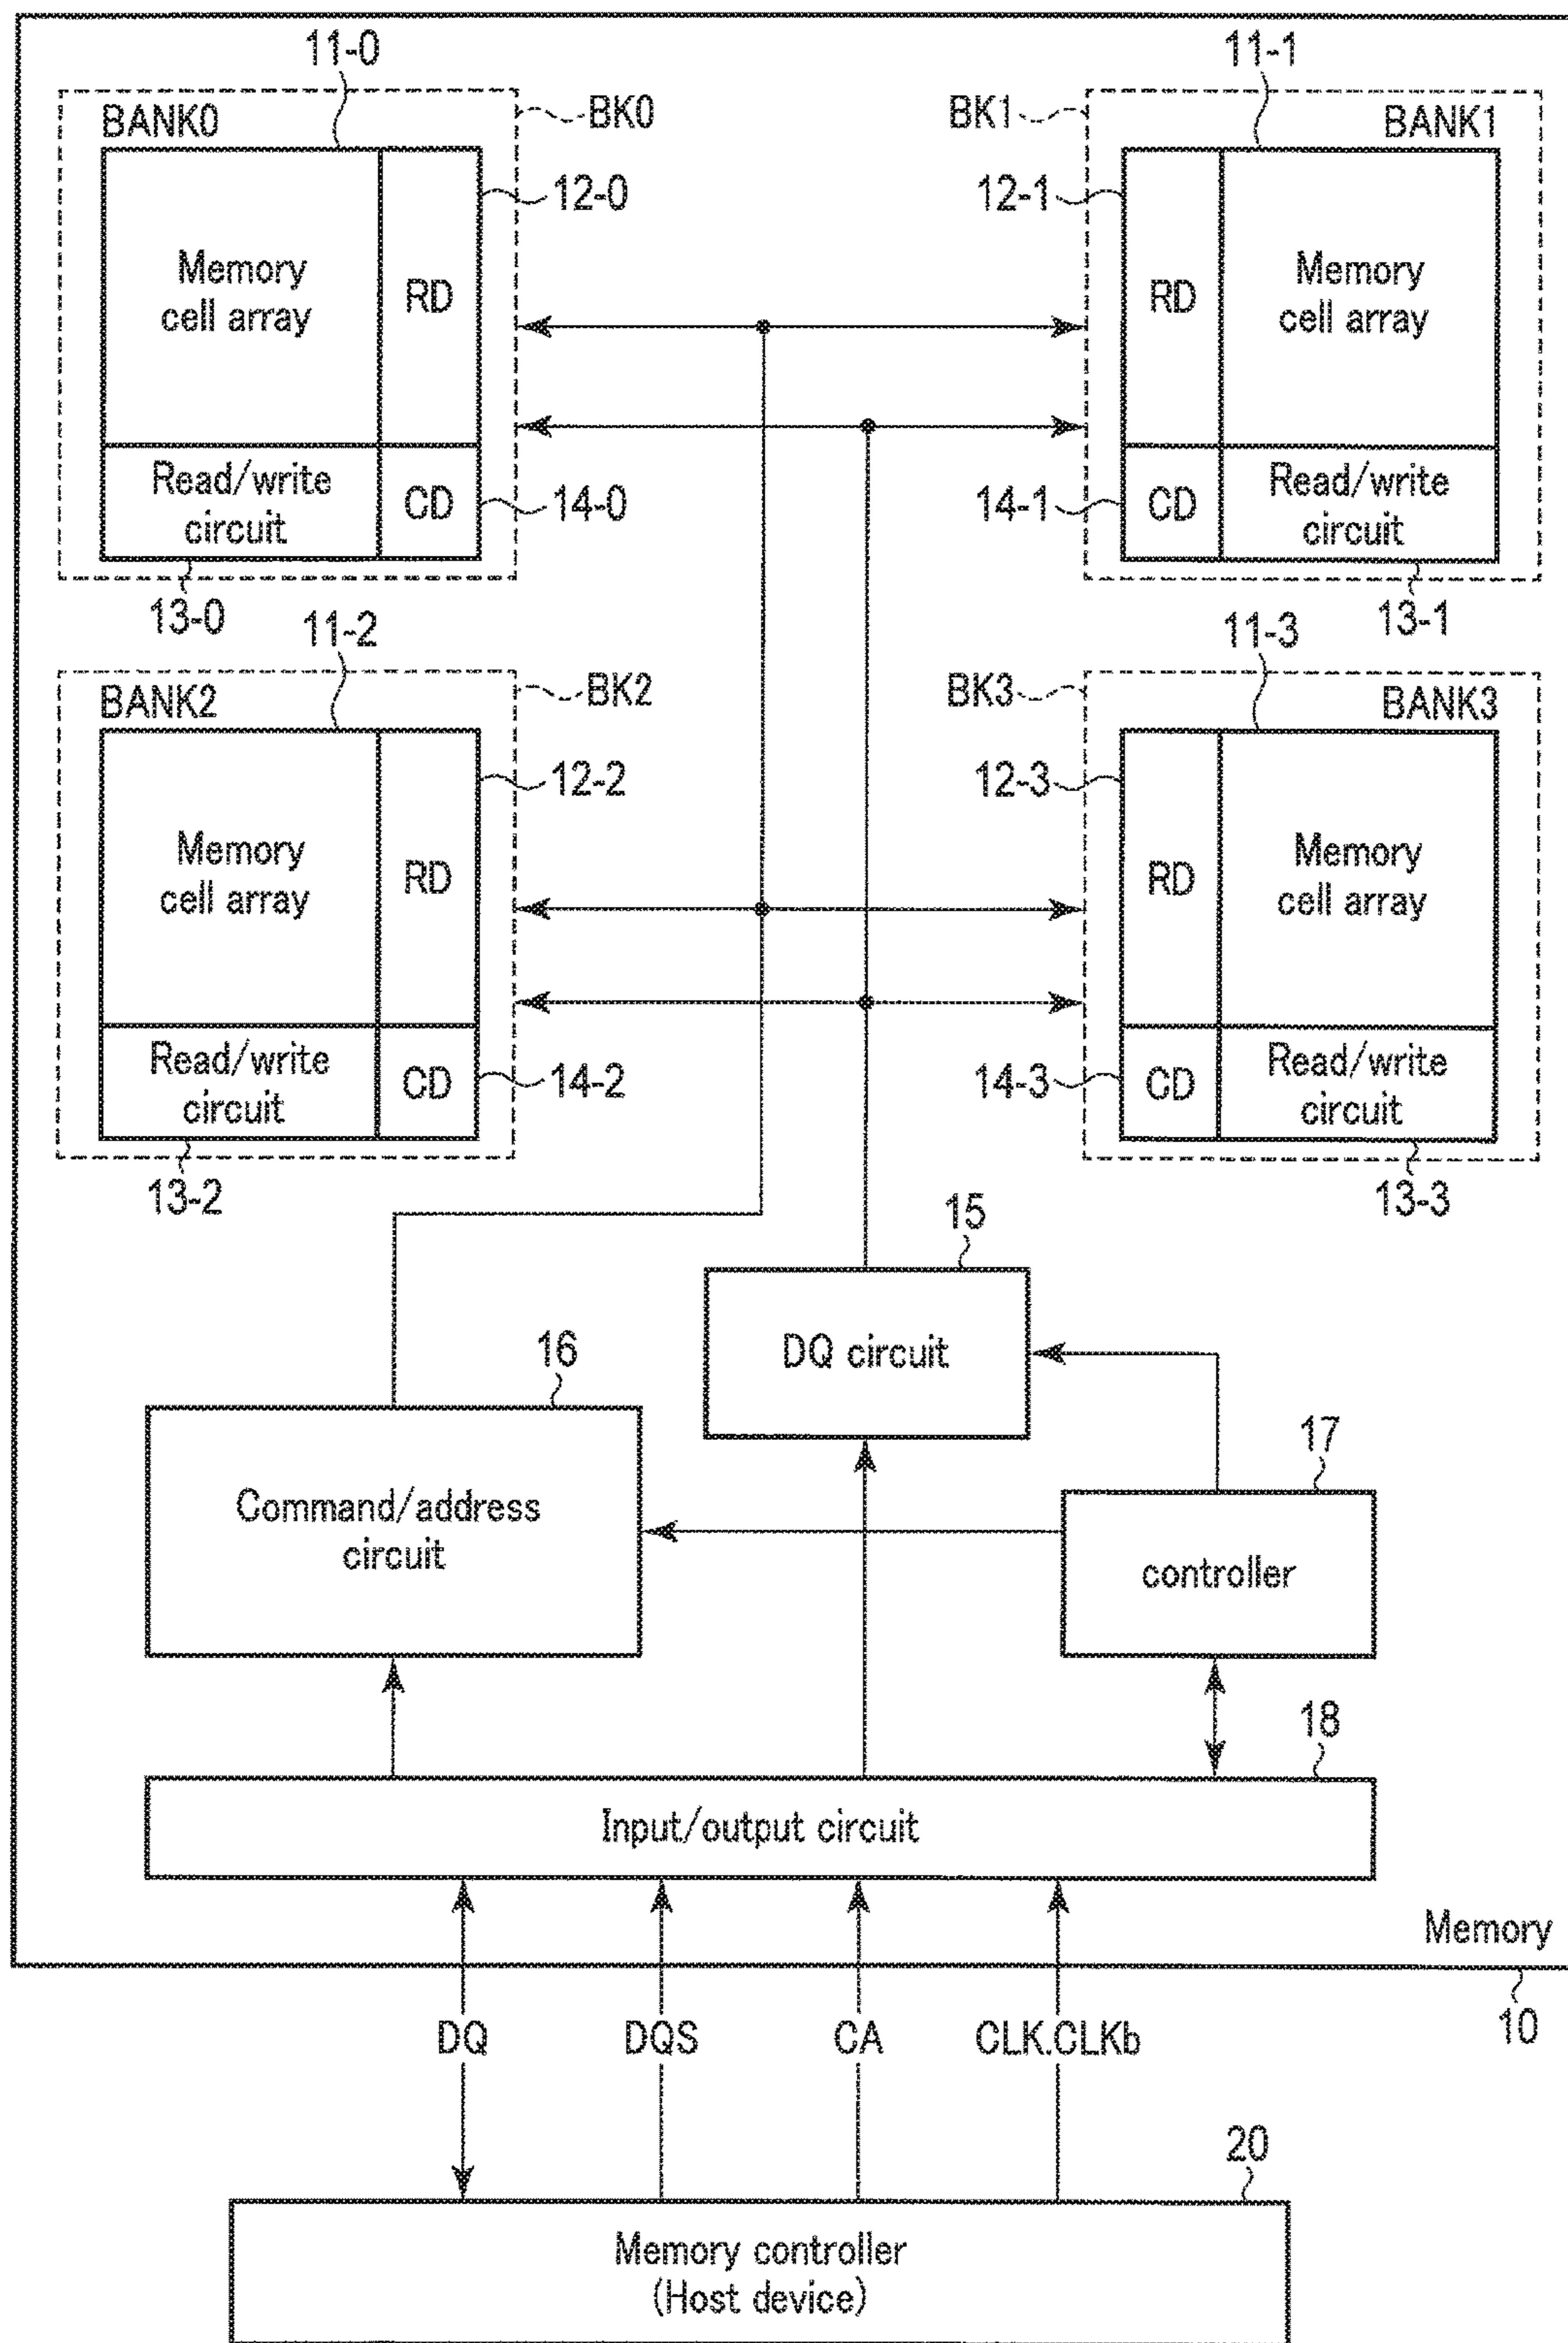 11-0
11-1
BANK0
BK0
BK1
BANK1
12-0
12-1
Memory
cell array
RD
RD
Memory
cell array
Read/write
circuit
CD
14-0
14-1
CD
Read/write
circuit
13-0
13-1
11-2
11-3
BANK2
BK2
BK3
BANK3
12-2
12-3
Memory
cell array
RD
RD
Memory
cell array
Read/write
circuit
CD
14-2
14-3
CD
Read/write
circuit
13-2
13-3
15
DQ circuit
16
Command/address
circuit
17
controller
18
Input/output circuit
Memory
10
DQ
DQS
CA
CLK.CLKb
20
Memory controller
(Host device)